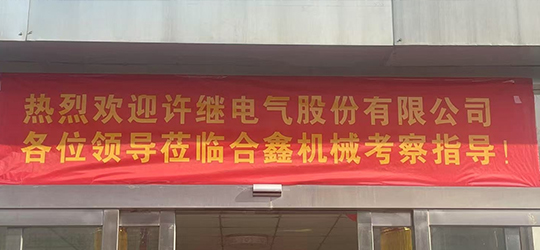 热烈欢迎许继电气股份有限公司
各位领导莅临合鑫机械考察指导！